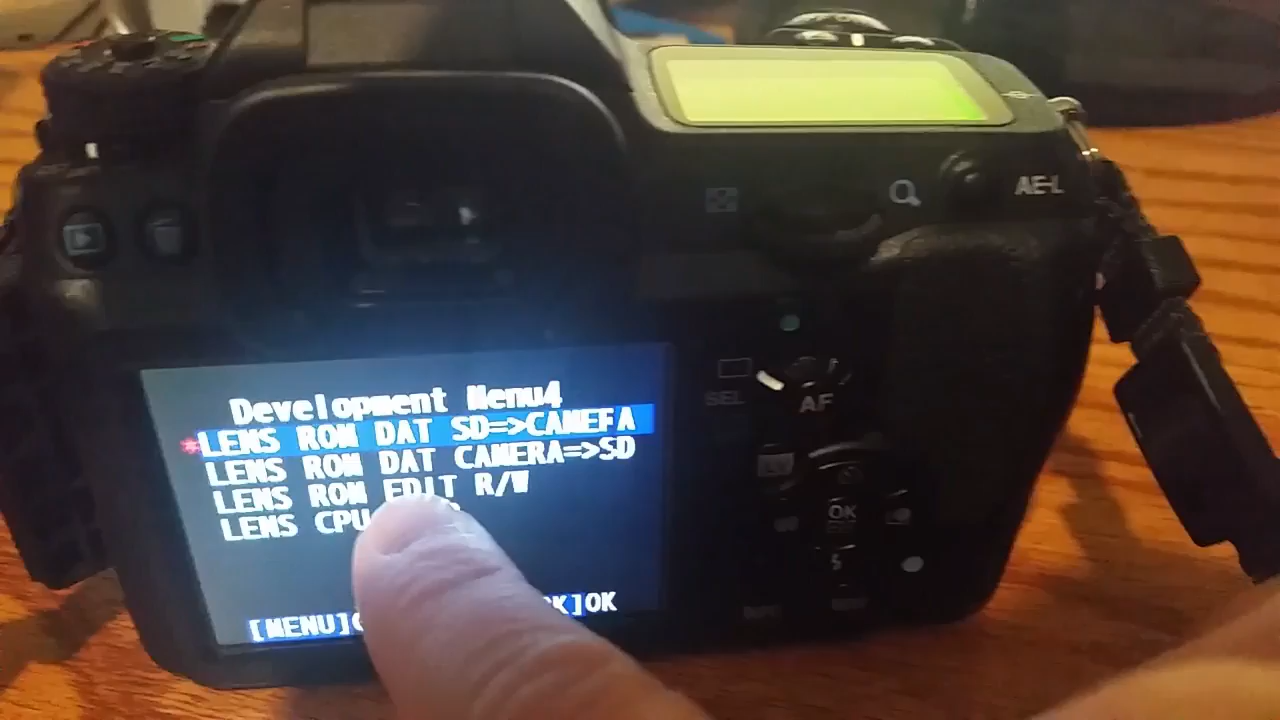 AE-L
SEL
AF
OK
Development Menu4
*LENS ROM DAT SD=>CAMERA
LENS ROM DAT CAMERA=>SD
LENS ROM EDIT R/W
LENS CPU
[MENU]
OK]OK